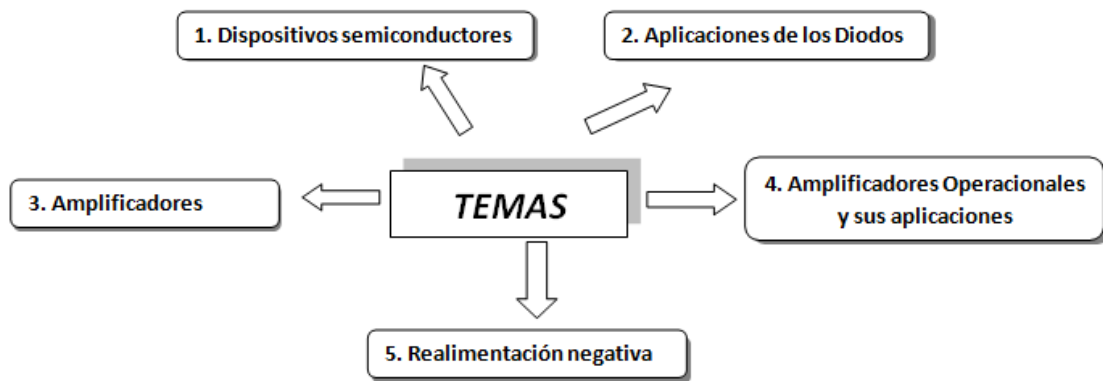 1. Dispositivos semiconductores
2. Aplicaciones de los Diodos
3. Amplificadores
TEMAS
4. Amplificadores Operacionales
y sus aplicaciones
5. Realimentación negativa